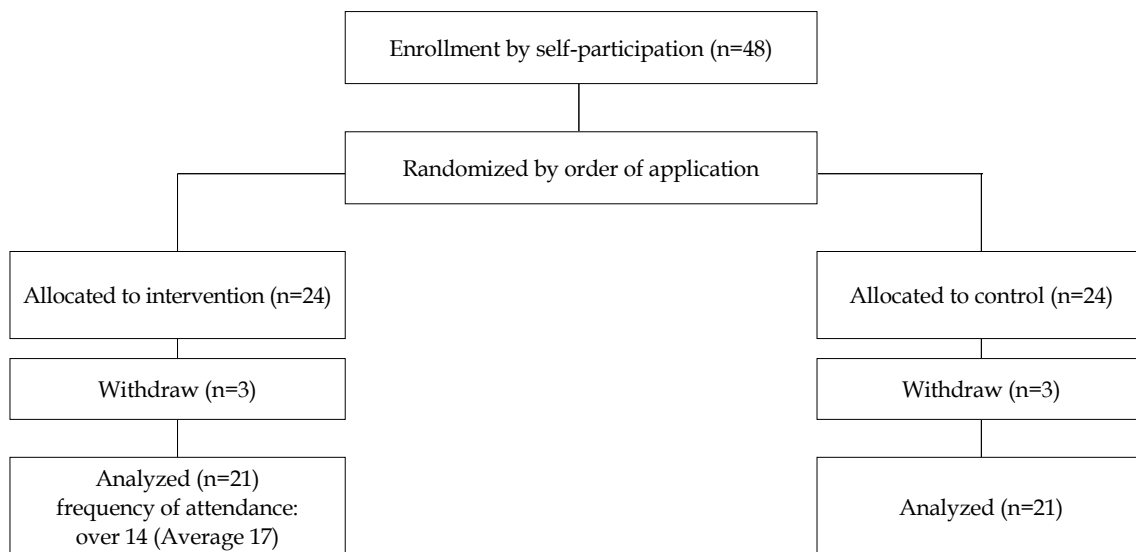 Enrollment by self-participation (n=48)
Randomized by order of application
Allocated to intervention (n=24)
Allocated to control (n=24)
Withdraw (n=3)
Withdraw (n=3)
Analyzed (n=21)
frequency of attendance:
over 14 (Average 17)
Analyzed (n=21)